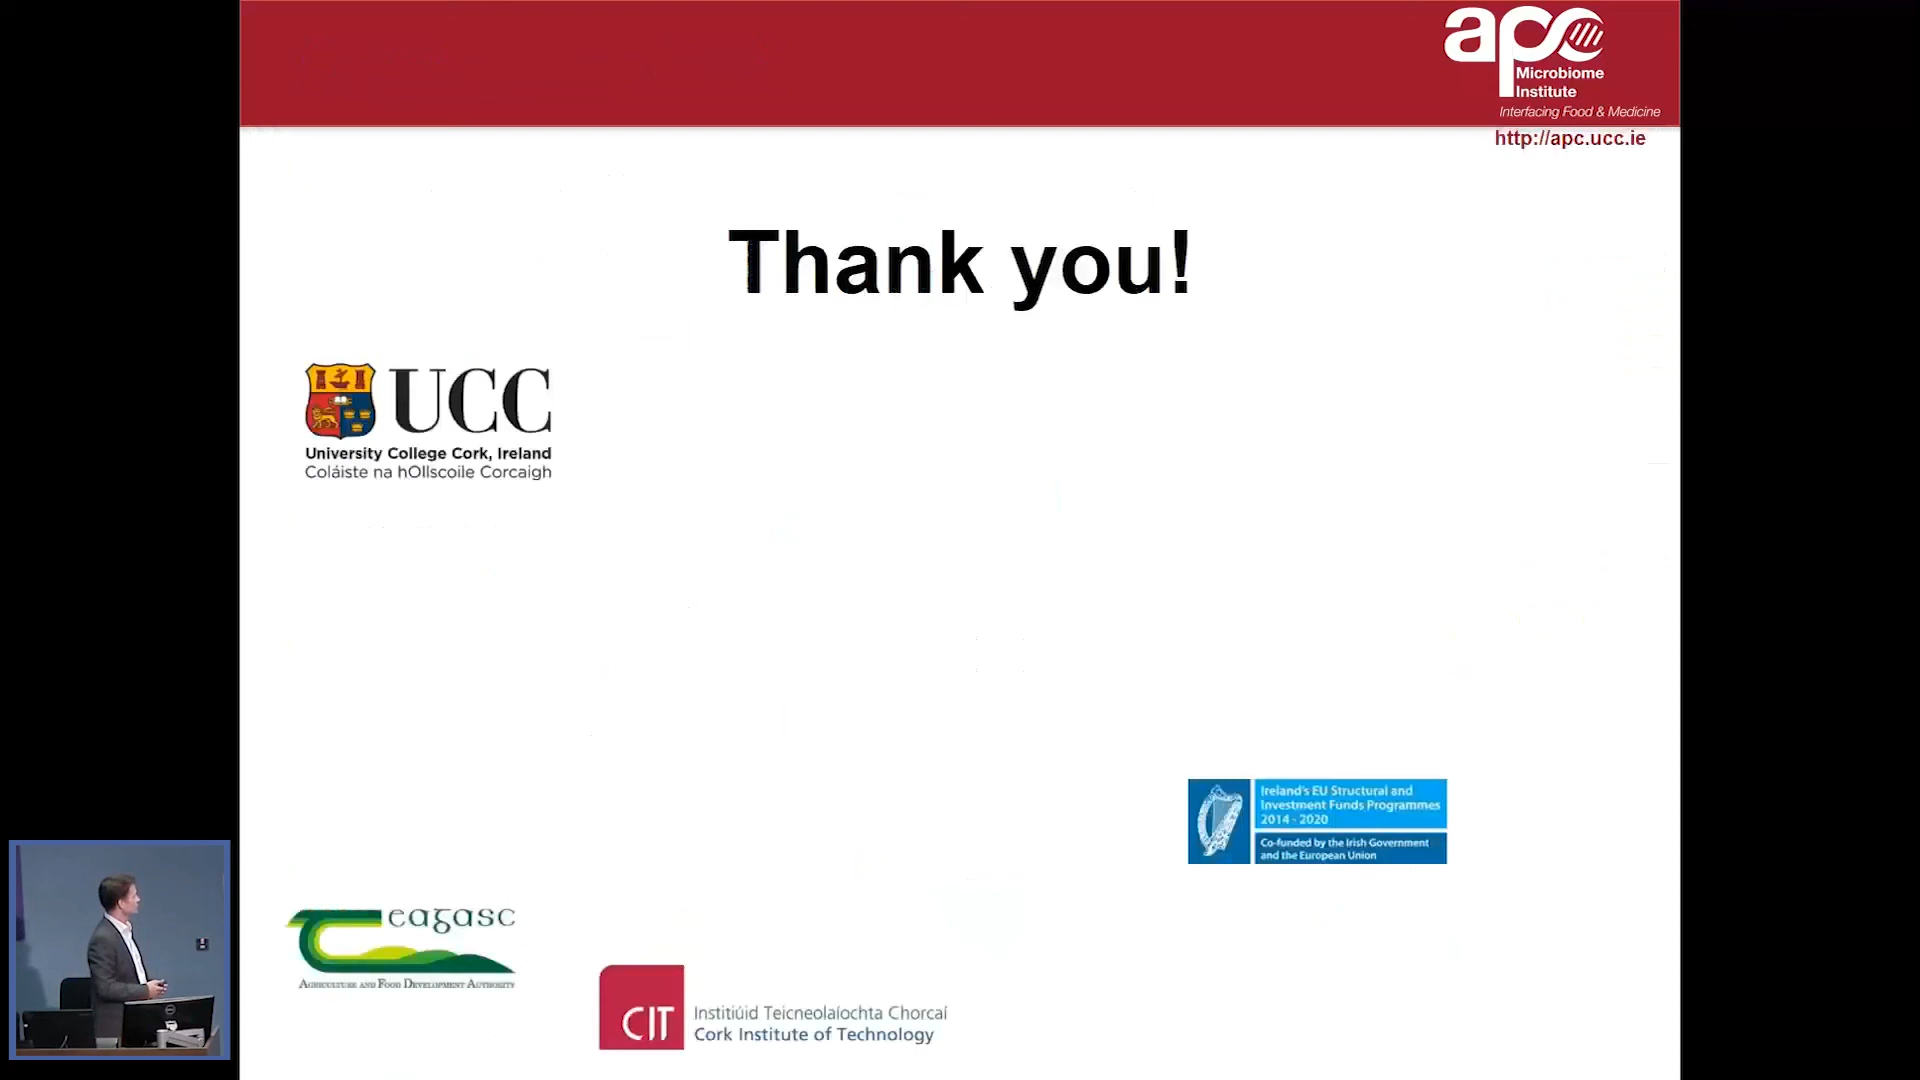 apc
Microbiome
Institute
Interfacing Food & Medicine
http://apc.ucc.ie
Thank you!
UCC
University College Cork, Ireland
Coláiste na hOllscoile Corcaigh
Ireland's EU Structural and
Investment Funds Programmes
2014 - 2020
Co-funded by the Irish Government
and the European Union
eagasc
Agriculture and Food Development Authority
CIT
Institiúid Teicneolaíochta Chorcaí
Cork Institute of Technology